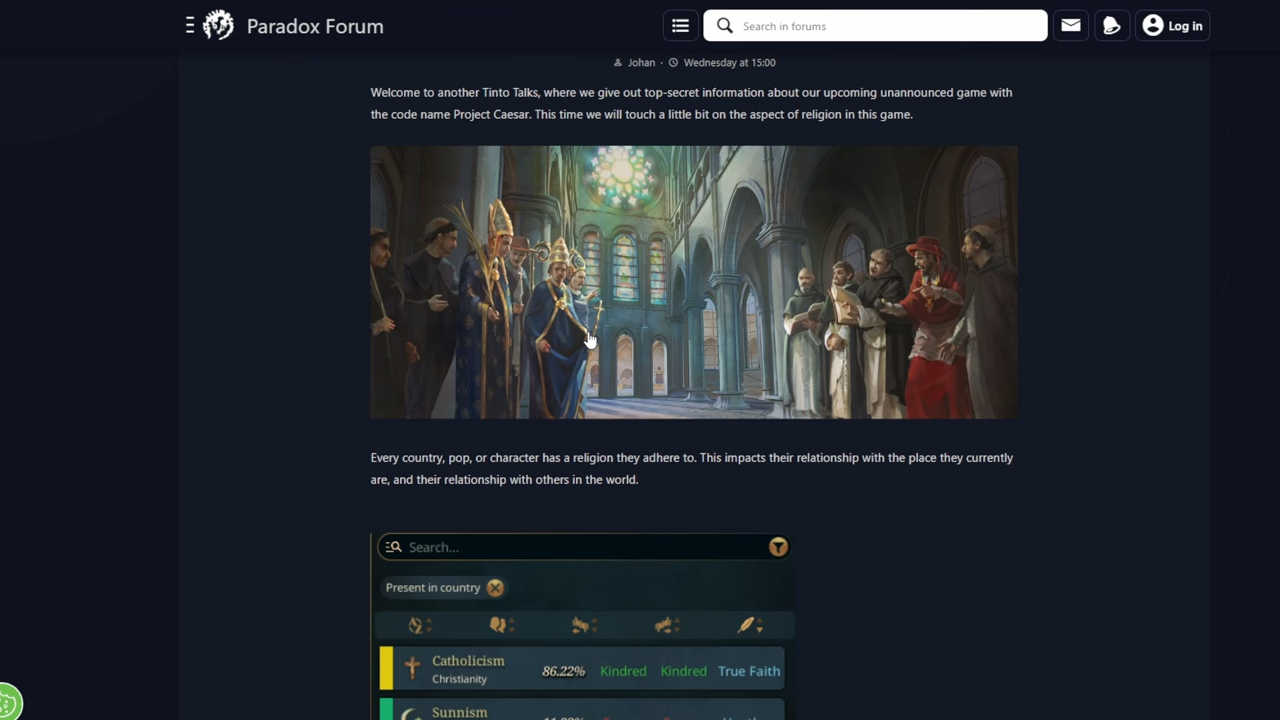 Paradox Forum
Search in forums
Log in
Johan · Wednesday at 15:00
Welcome to another Tinto Talks, where we give out top-secret information about our upcoming unannounced game with
the code name Project Caesar. This time we will touch a little bit on the aspect of religion in this game.
Every country, pop, or character has a religion they adhere to. This impacts their relationship with the place they currently
are, and their relationship with others in the world.
Search...
Present in country
Catholicism
Christianity
86.22% Kindred Kindred True Faith
Sunnism